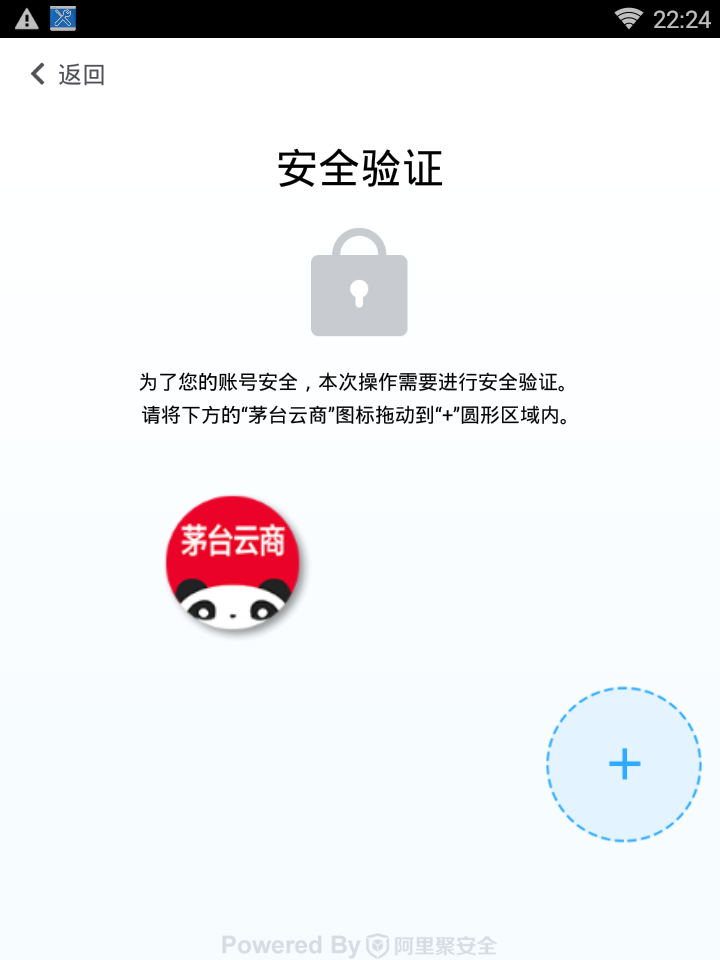 22:24
返回
安全验证
为了您的账号安全，本次操作需要进行安全验证。
请将下方的“茅台云商”图标拖动到“+”圆形区域内。
茅台云商
+
Powered By 阿里聚安全